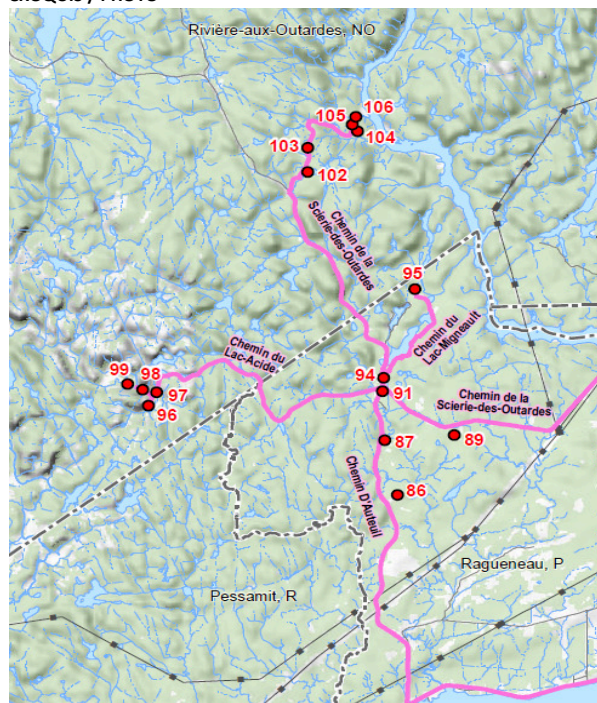 CROQUIS / PHOTO
Rivière-aux-Outardes, NO
106
105
104
103
102
Chemin de la
Scierie-des-Outardes
95
Chemin du
Lac-Migneault
Chemin du
Lac-Acide
99
98
97
96
94
91
Chemin de la
Scierie-des-Outardes
87
89
86
Chemin D'Auteuil
Ragueneau, P
Pessamit, R